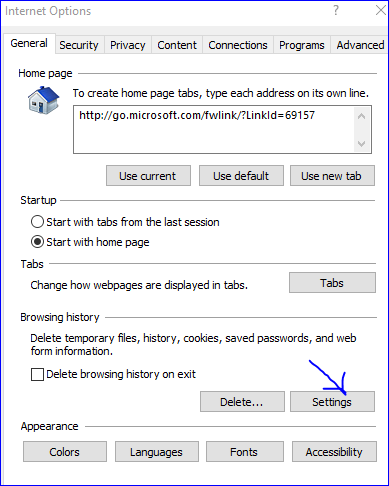 Internet Options ? ×
General Security Privacy Content Connections Programs Advanced
Home page
To create home page tabs, type each address on its own line.
http://go.microsoft.com/fwlink/?LinkId=69157
Use current Use default Use new tab
Startup
Start with tabs from the last session
Start with home page
Tabs
Change how webpages are displayed in tabs. Tabs
Browsing history
Delete temporary files, history, cookies, saved passwords, and web
form information.
Delete browsing history on exit
Delete... Settings
Appearance
Colors Languages Fonts Accessibility